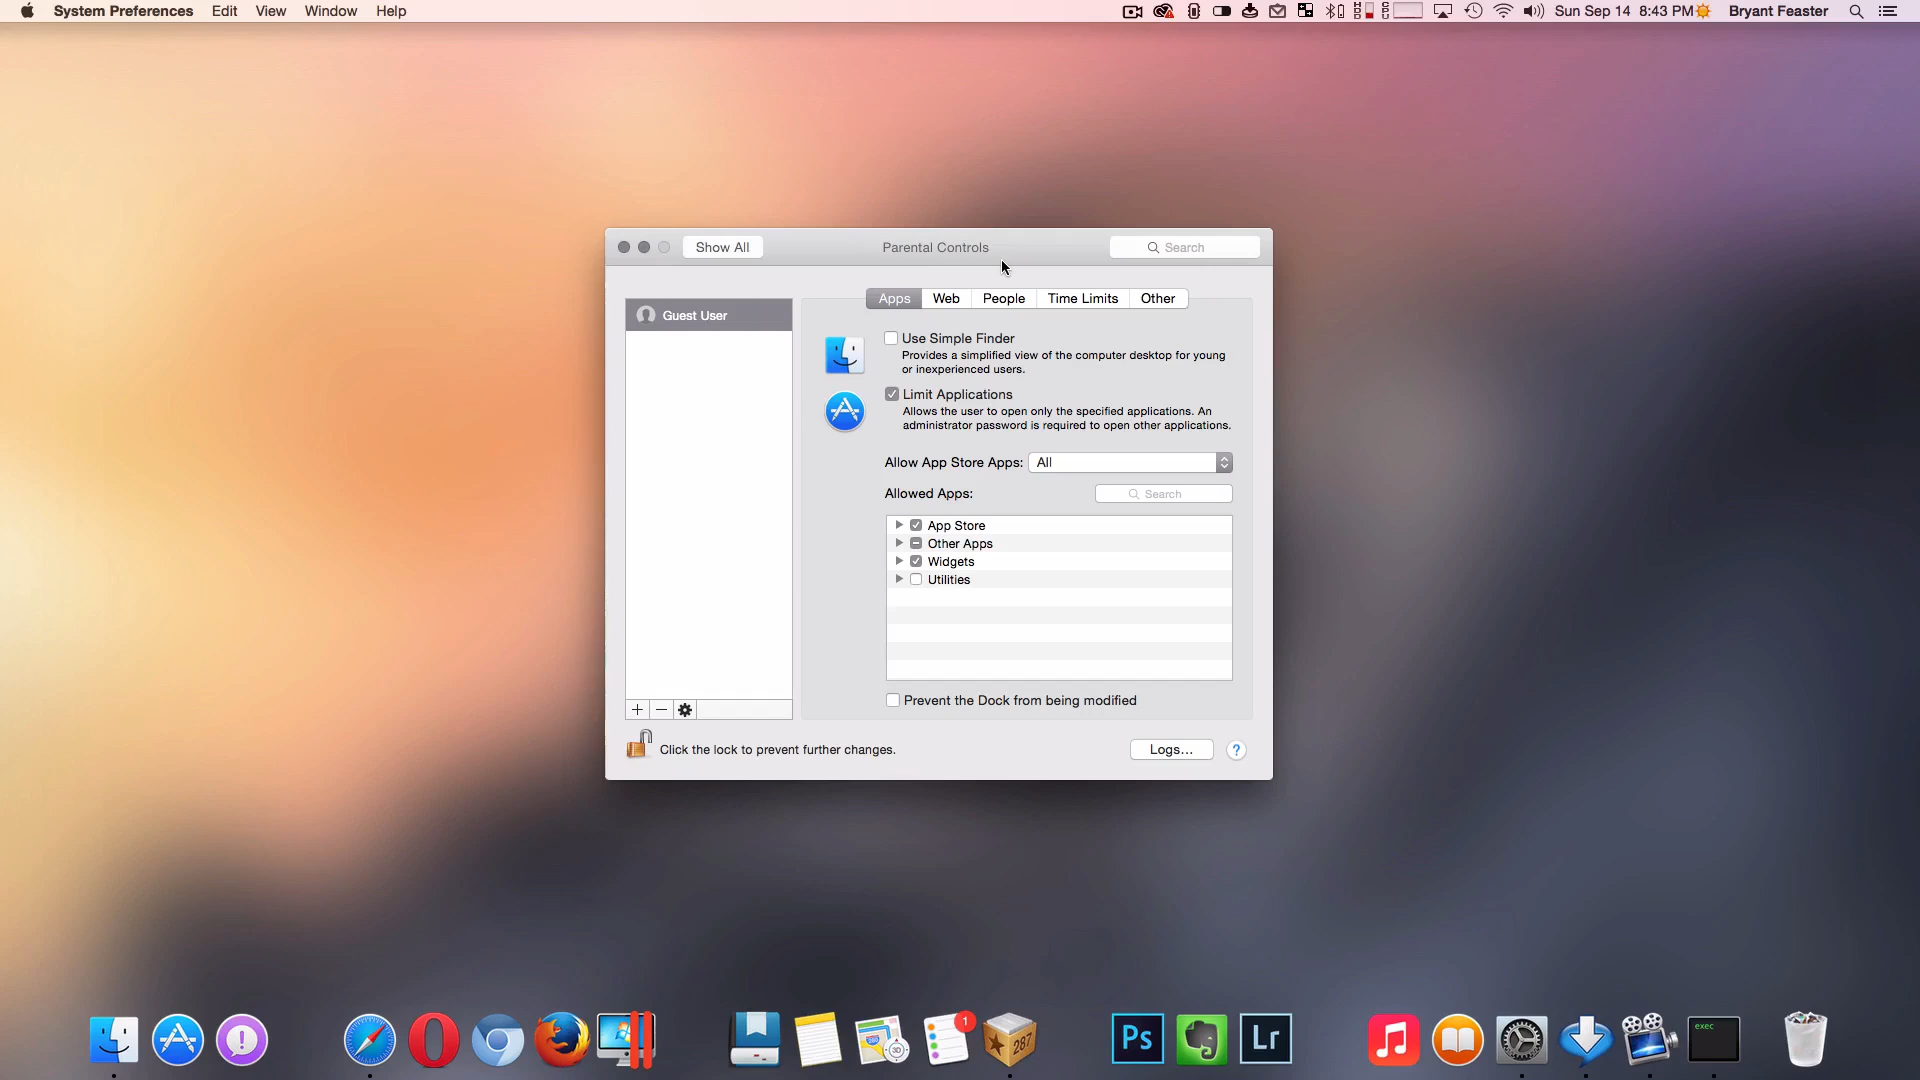 System Preferences Edit View Window Help
Sun Sep 14 8:43 PM Bryant Feaster
Show All
Parental Controls
Search
Apps Web People Time Limits Other
Guest User
Use Simple Finder
Provides a simplified view of the computer desktop for young
or inexperienced users.
Limit Applications
Allows the user to open only the specified applications. An
administrator password is required to open other applications.
Allow App Store Apps: All
Allowed Apps: Search
App Store
Other Apps
Widgets
Utilities
Prevent the Dock from being modified
Click the lock to prevent further changes.
Logs... ?
1
287
3D
Ps
Lr
exec